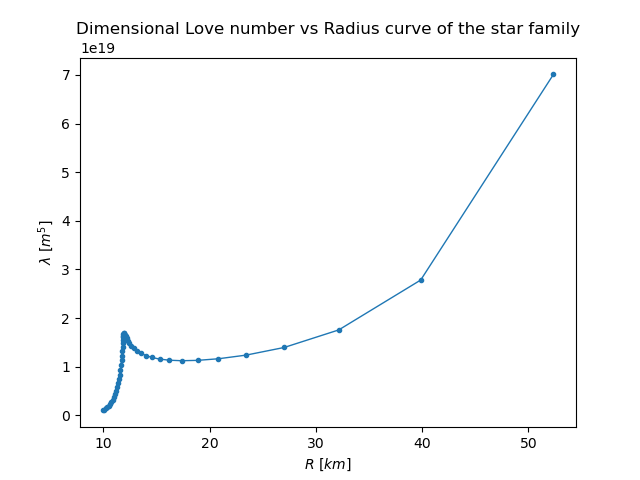 Dimensional Love number vs Radius curve of the star family
1e19
7
6
5
4
3
2
1
0
λ [m⁵]
10 20 30 40 50
R [km]